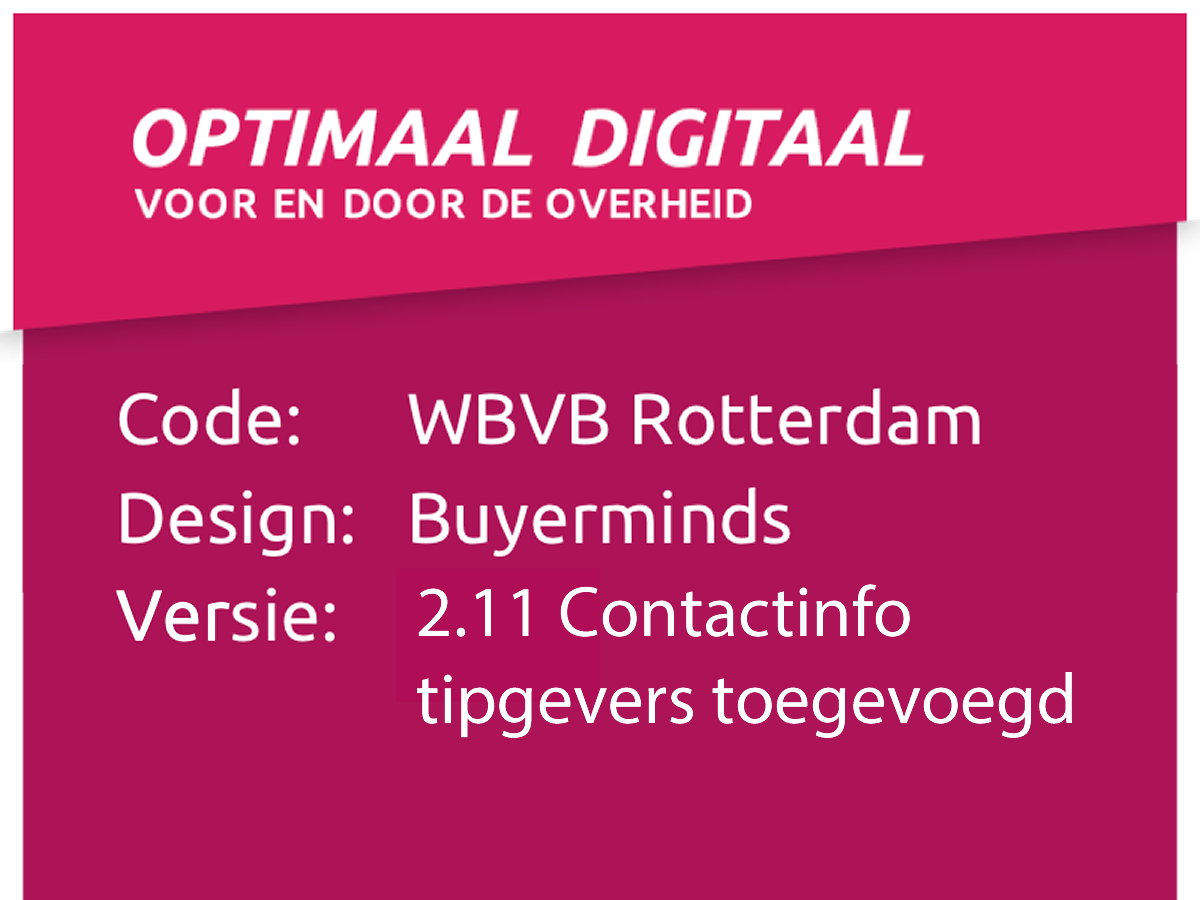 OPTIMAAL DIGITAAL
VOOR EN DOOR DE OVERHEID
Code: WBVB Rotterdam
Design: Buyerminds
Versie: 2.11 Contactinfo
tipgevers toegevoegd